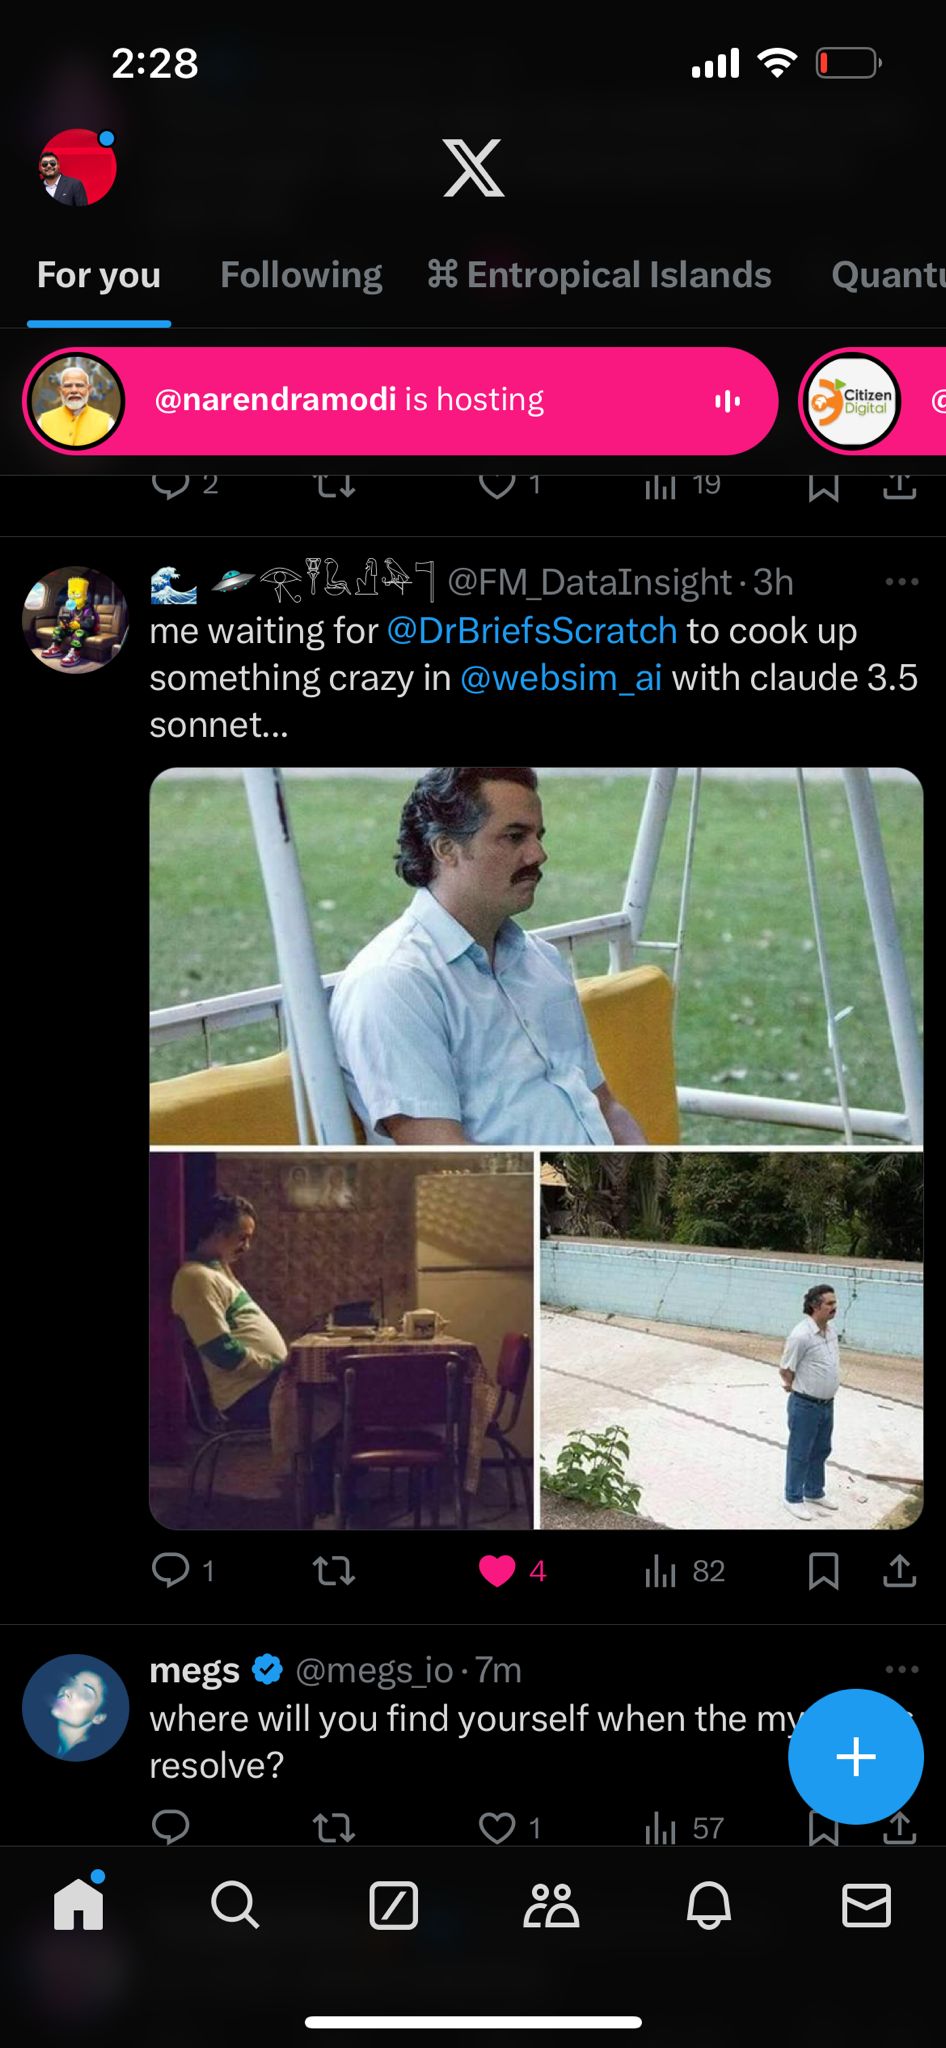 2:28
For you Following ⌘ Entropical Islands Quantu
@narendramodi is hosting
Citizen
Digital
@
2 1 19
🌊 🛸 @FM_DataInsight · 3h
me waiting for @DrBriefsScratch to cook up
something crazy in @websim_ai with claude 3.5
sonnet...
1 4 82
megs @megs_io · 7m
where will you find yourself when the my
resolve?
1 57